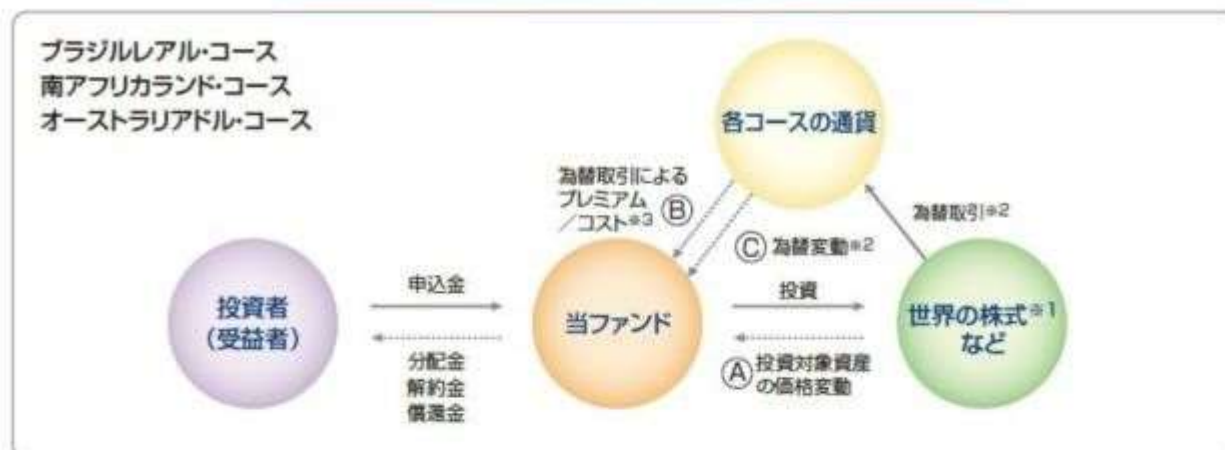 ブラジルレアル・コース
南アフリカランド・コース
オーストラリアドル・コース
各コースの通貨
為替取引による
プレミアム
／コスト※3 Ⓑ
為替取引※2
Ⓒ 為替変動※2
投資者
（受益者）
申込金
分配金
解約金
償還金
当ファンド
投資
Ⓐ 投資対象資産
の価格変動
世界の株式※1
など